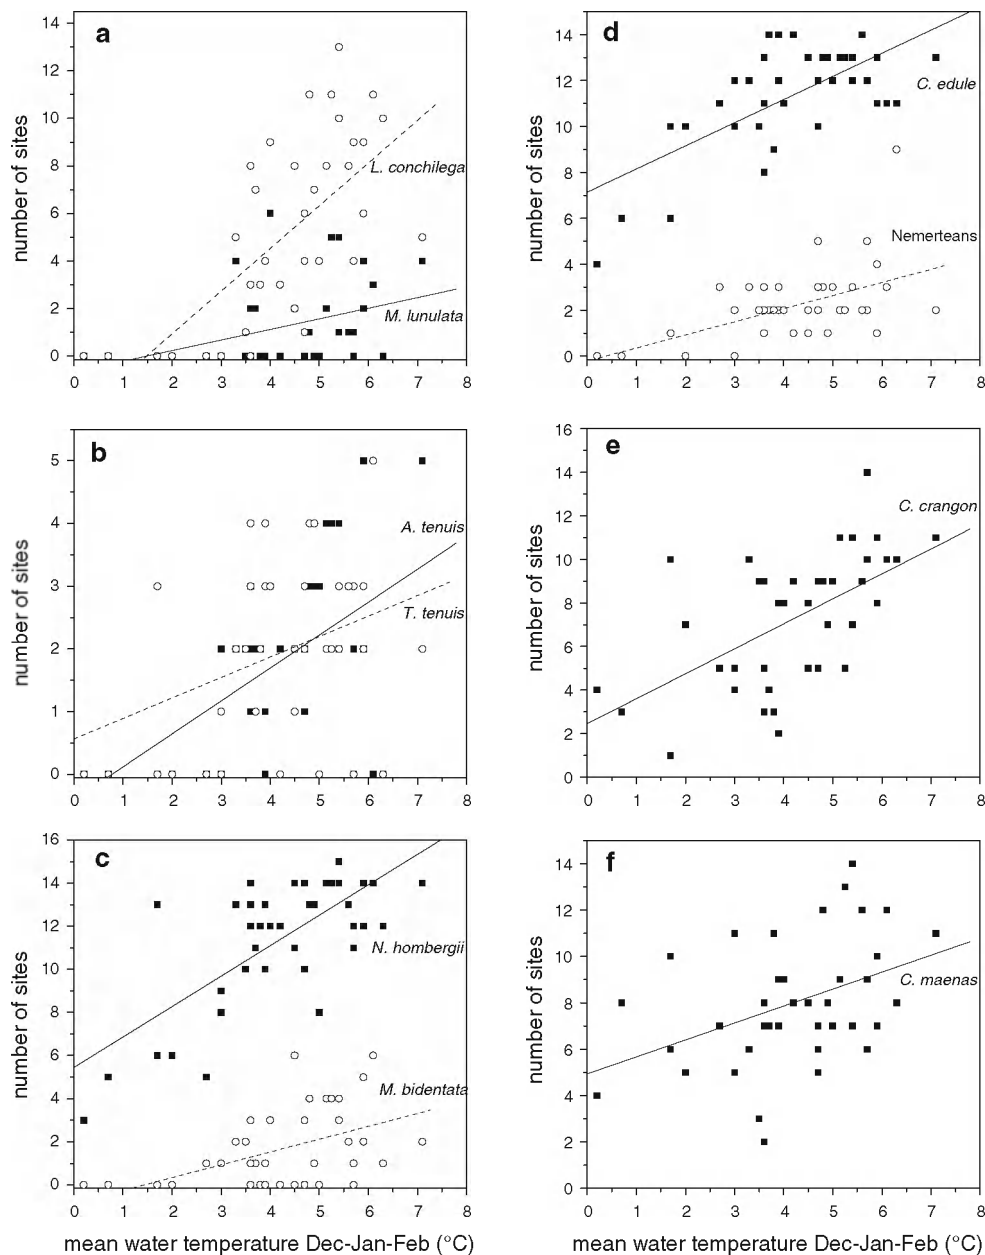 a
14
12
10
8
6
4
2
0
number of sites
L. conchilega
M. lunulata
0 1 2 3 4 5 6 7 8
d
14
12
10
8
6
4
2
0
number of sites
C. edule
Nemerteans
0 1 2 3 4 5 6 7 8
b
5
4
3
2
1
0
number of sites
A. tenuis
T. tenuis
0 1 2 3 4 5 6 7 8
e
16
14
12
10
8
6
4
2
0
number of sites
C. crangon
0 1 2 3 4 5 6 7 8
c
16
14
12
10
8
6
4
2
0
number of sites
N. hombergii
M. bidentata
0 1 2 3 4 5 6 7 8
mean water temperature Dec-Jan-Feb (°C)
f
14
12
10
8
6
4
2
0
number of sites
C. maenas
0 1 2 3 4 5 6 7 8
mean water temperature Dec-Jan-Feb (°C)